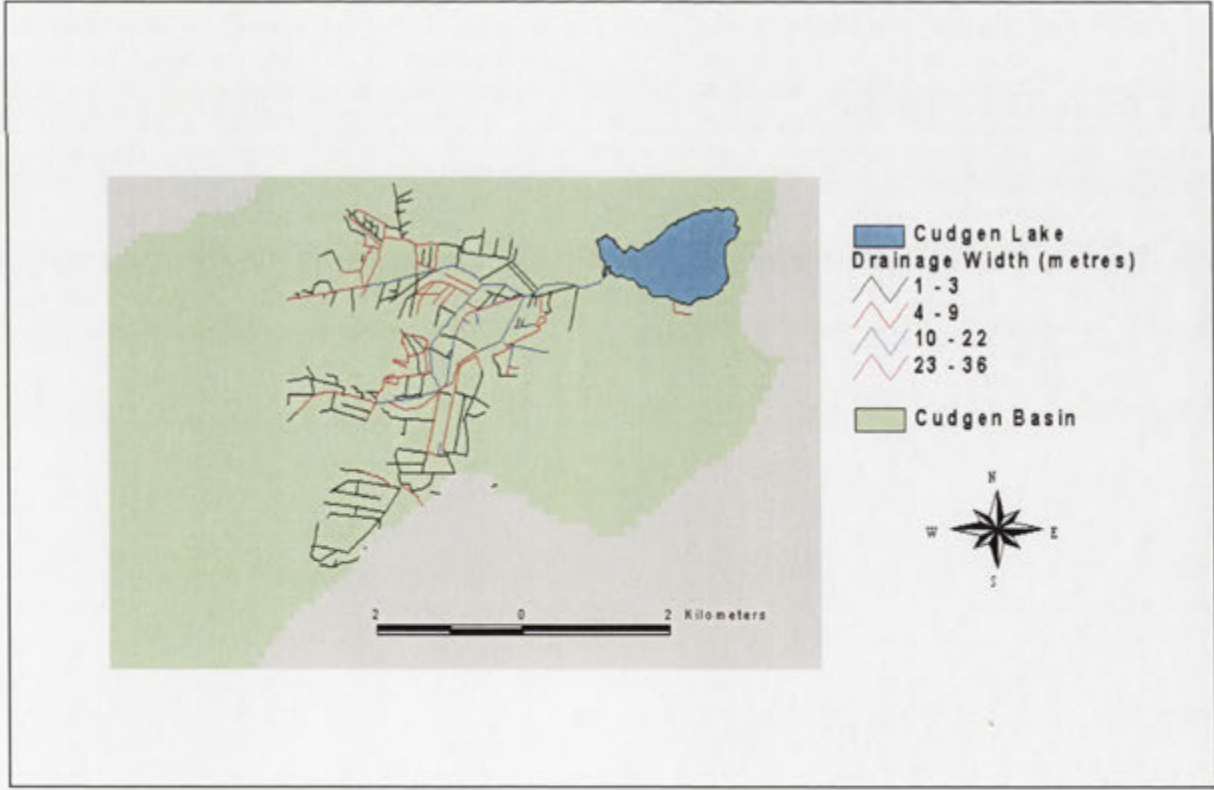 Cudgen Lake
Drainage Width (metres)
1 - 3
4 - 9
10 - 22
23 - 36
Cudgen Basin
N
W E
S
2 0 2 Kilometers